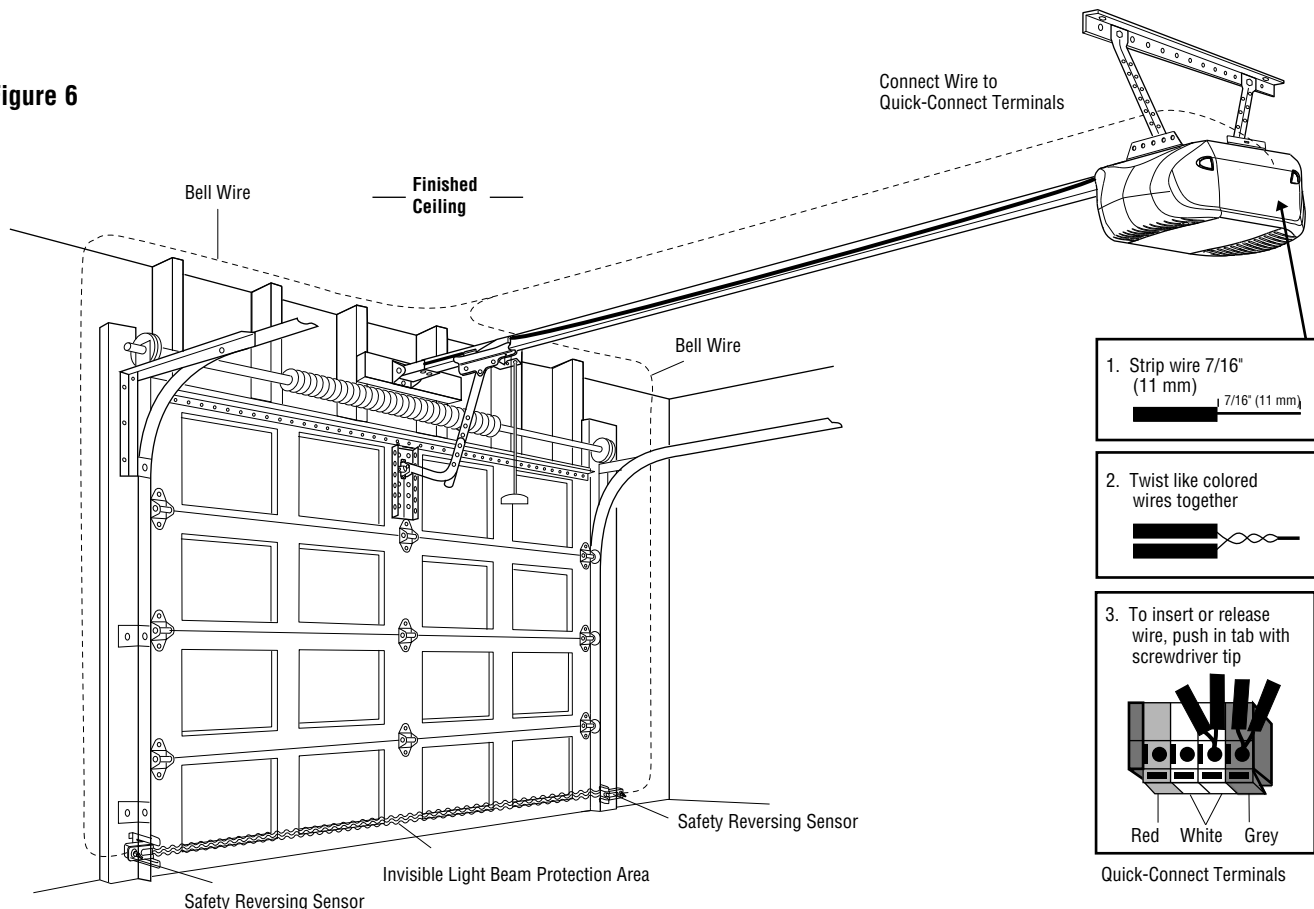 igure 6
Connect Wire to
Quick-Connect Terminals
Bell Wire
Finished
Ceiling
Bell Wire
1. Strip wire 7/16"
(11 mm)
7/16" (11 mm)
2. Twist like colored
wires together
3. To insert or release
wire, push in tab with
screwdriver tip
Red White Grey
Quick-Connect Terminals
Safety Reversing Sensor
Invisible Light Beam Protection Area
Safety Reversing Sensor